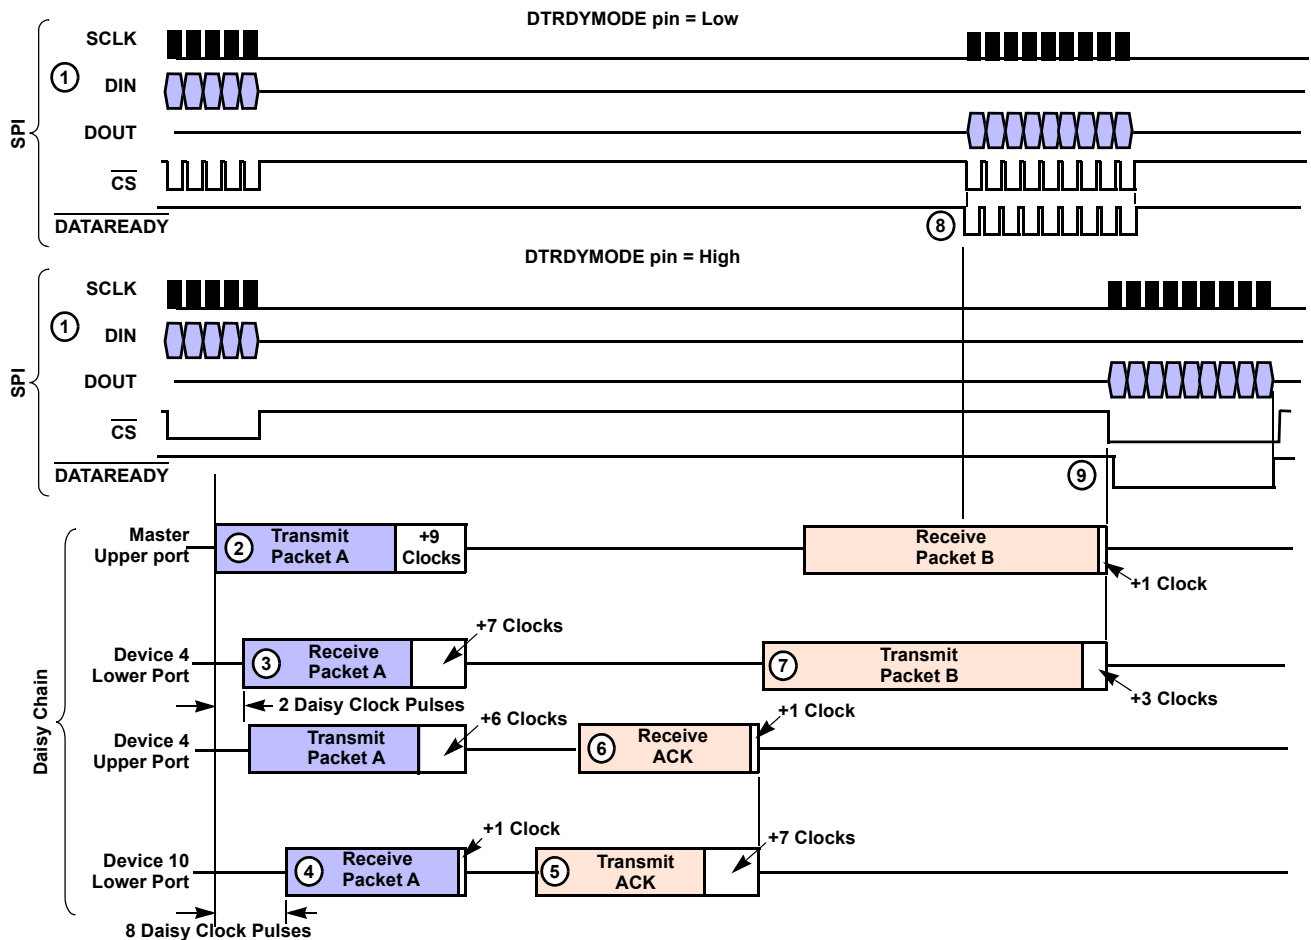 DTRDYMODE pin = Low
SPI
1
SCLK
DIN
DOUT
CS
DATAREADY
8
DTRDYMODE pin = High
SPI
1
SCLK
DIN
DOUT
CS
DATAREADY
9
Daisy Chain
Master
Upper port
2
Transmit
Packet A
+9
Clocks
Receive
Packet B
+1 Clock
Device 4
Lower Port
3
Receive
Packet A
+7 Clocks
7
Transmit
Packet B
+3 Clocks
2 Daisy Clock Pulses
Device 4
Upper Port
Transmit
Packet A
+6 Clocks
6
Receive
ACK
+1 Clock
Device 10
Lower Port
4
Receive
Packet A
+1 Clock
5
Transmit
ACK
+7 Clocks
8 Daisy Clock Pulses